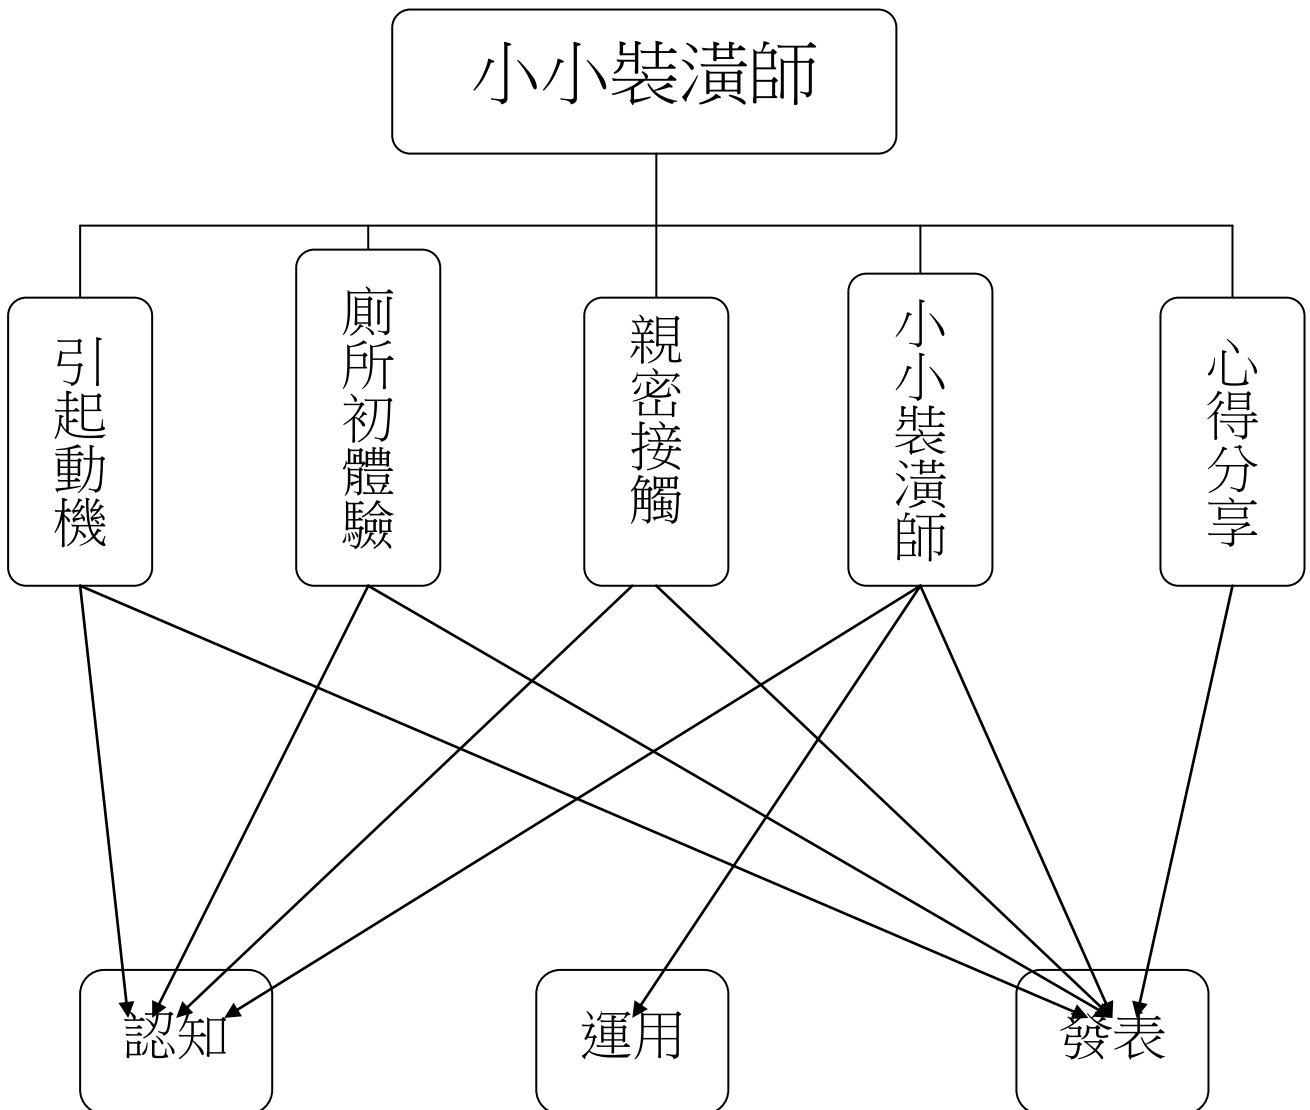 小小裝潢師
引起動機
廁所初體驗
親密接觸
小小裝潢師
心得分享
認知
運用
發表